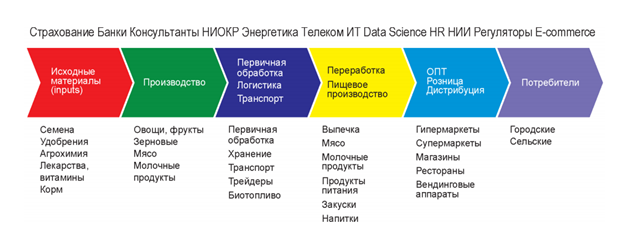 Страхование Банки Консультанты НИОКР Энергетика Телеком ИТ Data Science HR НИИ Регуляторы E-commerce
Исходные
материалы
(inputs)
Производство
Первичная
обработка
Логистика
Транспорт
Переработка
Пищевое
производство
ОПТ
Розница
Дистрибуция
Потребители
Семена
Удобрения
Агрохимия
Лекарства,
витамины
Корм
Овощи, фрукты
Зерновые
Мясо
Молочные
продукты
Первичная
обработка
Хранение
Транспорт
Трейдеры
Биотопливо
Выпечка
Мясо
Молочные
продукты
Продукты
питания
Закуски
Напитки
Гипермаркеты
Супермаркеты
Магазины
Рестораны
Вендинговые
аппараты
Городские
Сельские